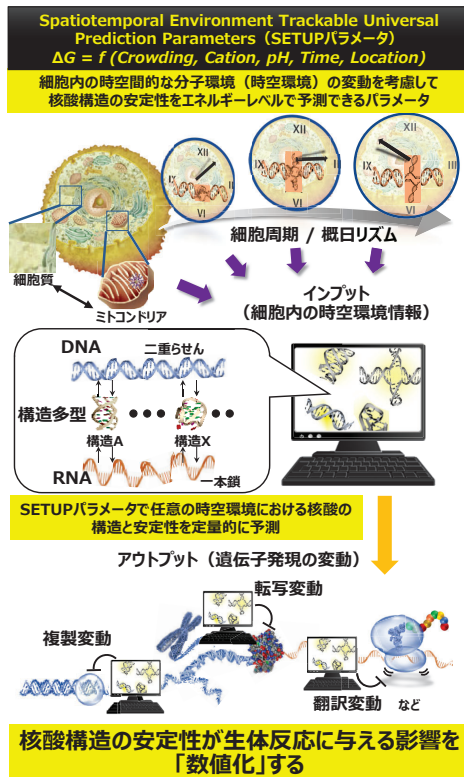 Spatiotemporal Environment Trackable Universal
Prediction Parameters（SETUPパラメータ）
ΔG = f (Crowding, Cation, pH, Time, Location)
細胞内の時空間的な分子環境（時空環境）の変動を考慮して
核酸構造の安定性をエネルギーレベルで予測できるパラメータ
XII
IX
II
VI
XII
IX
II
VI
XII
IX
III
VI
細胞周期 / 概日リズム
細胞質
ミトコンドリア
インプット
（細胞内の時空環境情報）
DNA
二重らせん
構造多型
構造A
構造X
RNA
一本鎖
SETUPパラメータで任意の時空環境における核酸の
構造と安定性を定量的に予測
アウトプット（遺伝子発現の変動）
転写変動
複製変動
翻訳変動
など
核酸構造の安定性が生体反応に与える影響を
「数値化」する